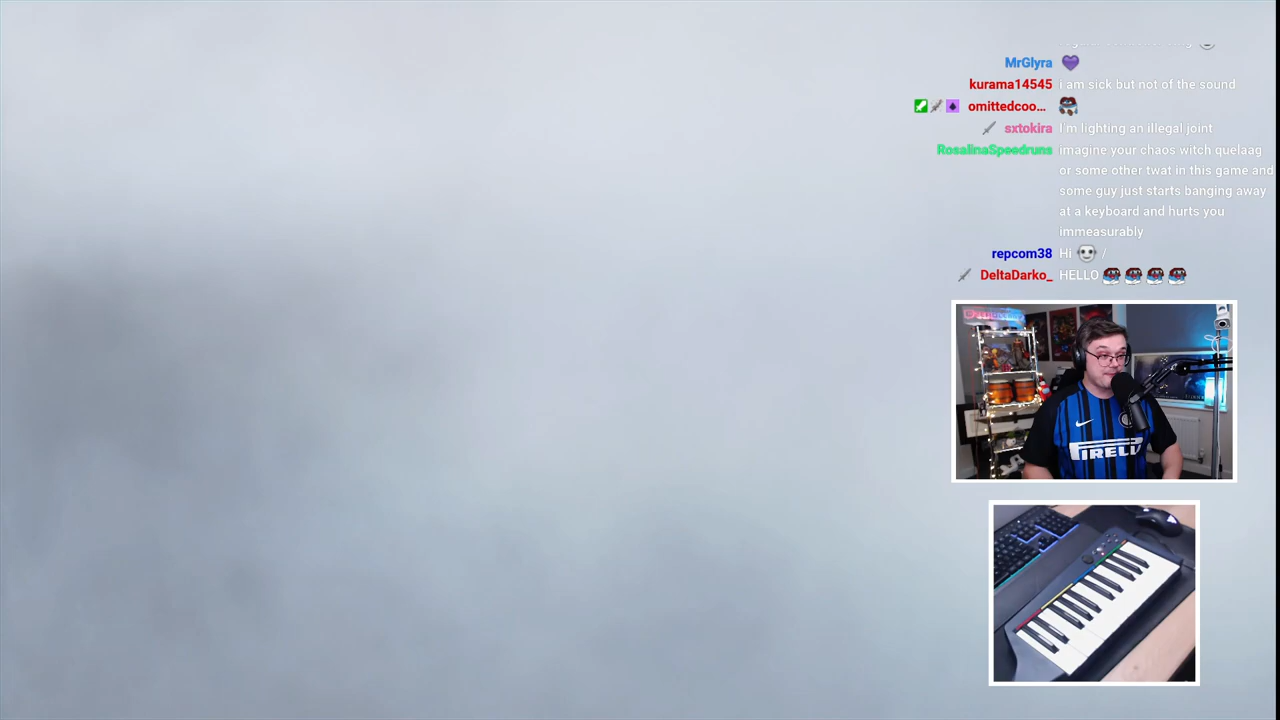 MrGlyra
kurama14545 i am sick but not of the sound
omittedcoo...
sxtokira I'm lighting an illegal joint
RosalinaSpeedruns imagine your chaos witch quelaag
or some other twat in this game and
some guy just starts banging away
at a keyboard and hurts you
immeasurably
repcom38 Hi /
DeltaDarko_ HELLO
PIRELLI